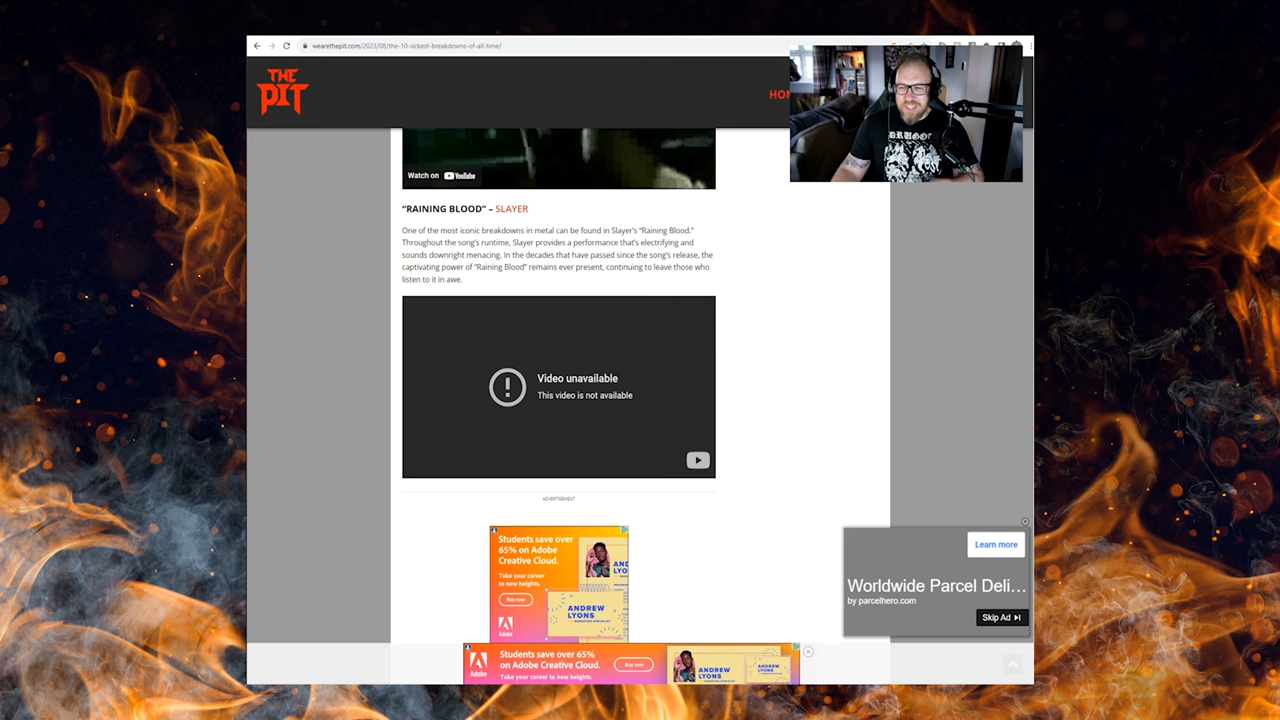 wearethepit.com/2023/08/the-10-sickest-breakdowns-of-all-time/
THE
PIT
HOM
Watch on YouTube
“RAINING BLOOD” – SLAYER
One of the most iconic breakdowns in metal can be found in Slayer's “Raining Blood.”
Throughout the song's runtime, Slayer provides a performance that's electrifying and
sounds downright menacing. In the decades that have passed since the song's release, the
captivating power of “Raining Blood” remains ever present, continuing to leave those who
listen to it in awe.
Video unavailable
This video is not available
ADVERTISEMENT
Students save over
65% on Adobe
Creative Cloud.
Take your career
to new heights.
Buy now
Adobe
ANDREW
LYONS
Learn more
Worldwide Parcel Deli...
by parcelhero.com
Skip Ad
Adobe
Students save over 65%
on Adobe Creative Cloud.
Take your career to new heights.
Buy now
ANDREW
LYONS